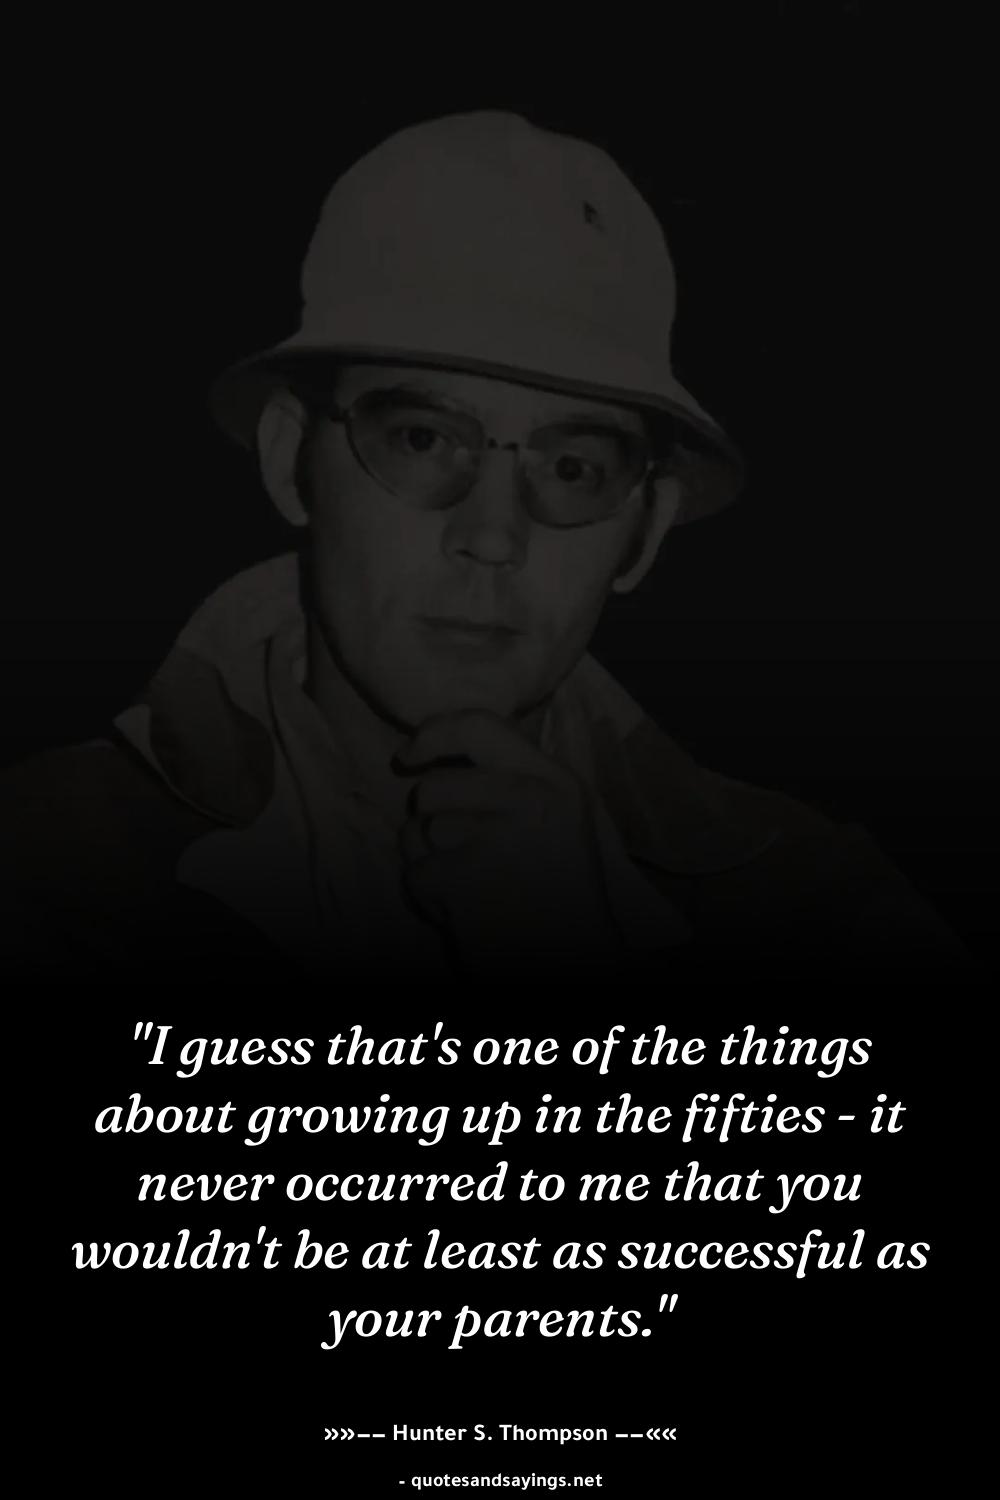 "I guess that's one of the things
about growing up in the fifties - it
never occurred to me that you
wouldn't be at least as successful as
your parents."
»»–– Hunter S. Thompson ––««
- quotesandsayings.net